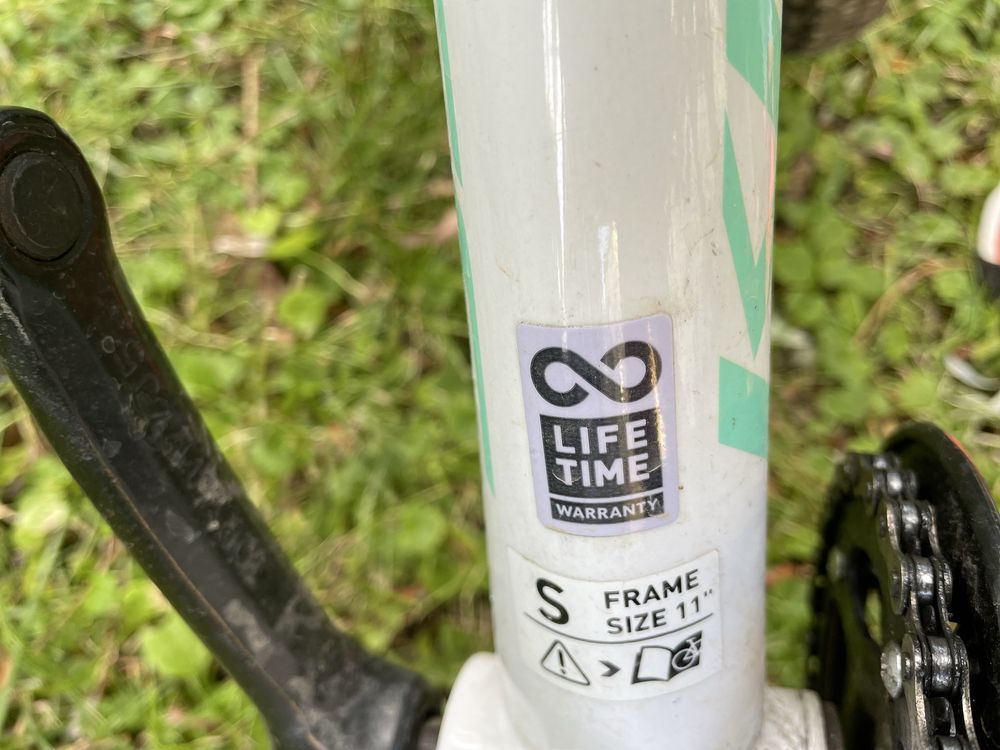 LIFE
TIME
WARRANTY
S FRAME
SIZE 11"